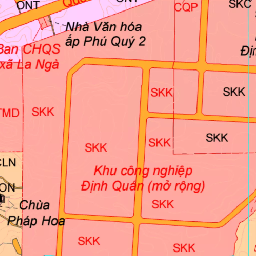 ONT
ONT
CQP
SKC
Nhà Văn hóa
ấp Phú Quý 2
Ban CHQS
xã La Ngà
SKK
SKK
SKK
TMD
SKK
SKK
SKK
SKK
CLN
Khu công nghiệp
Định Quán (mở rộng)
Chùa
Pháp Hoa
SKK
SKK
SKK